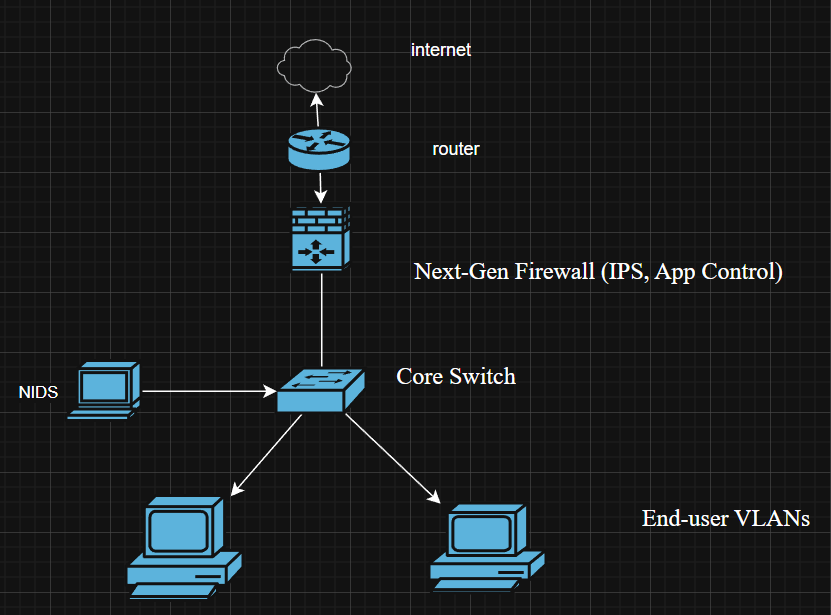 internet
router
Next-Gen Firewall (IPS, App Control)
Core Switch
NIDS
End-user VLANs